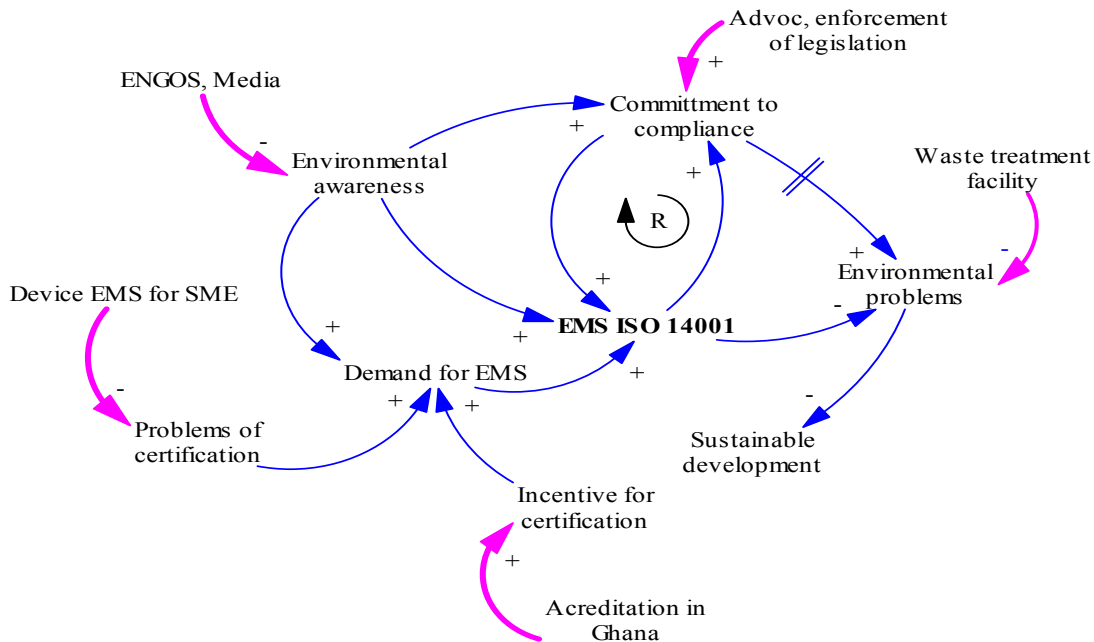 Advoc, enforcement
of legislation
+
ENGOS, Media
-
Committment to
compliance
+
Environmental
awareness
+
Waste treatment
facility
-
R
+
Environmental
problems
Device EMS for SME
-
+
EMS ISO 14001
+
-
+
Demand for EMS
+
+
+
Problems of
certification
-
Sustainable
development
Incentive for
certification
+
Acreditation in
Ghana